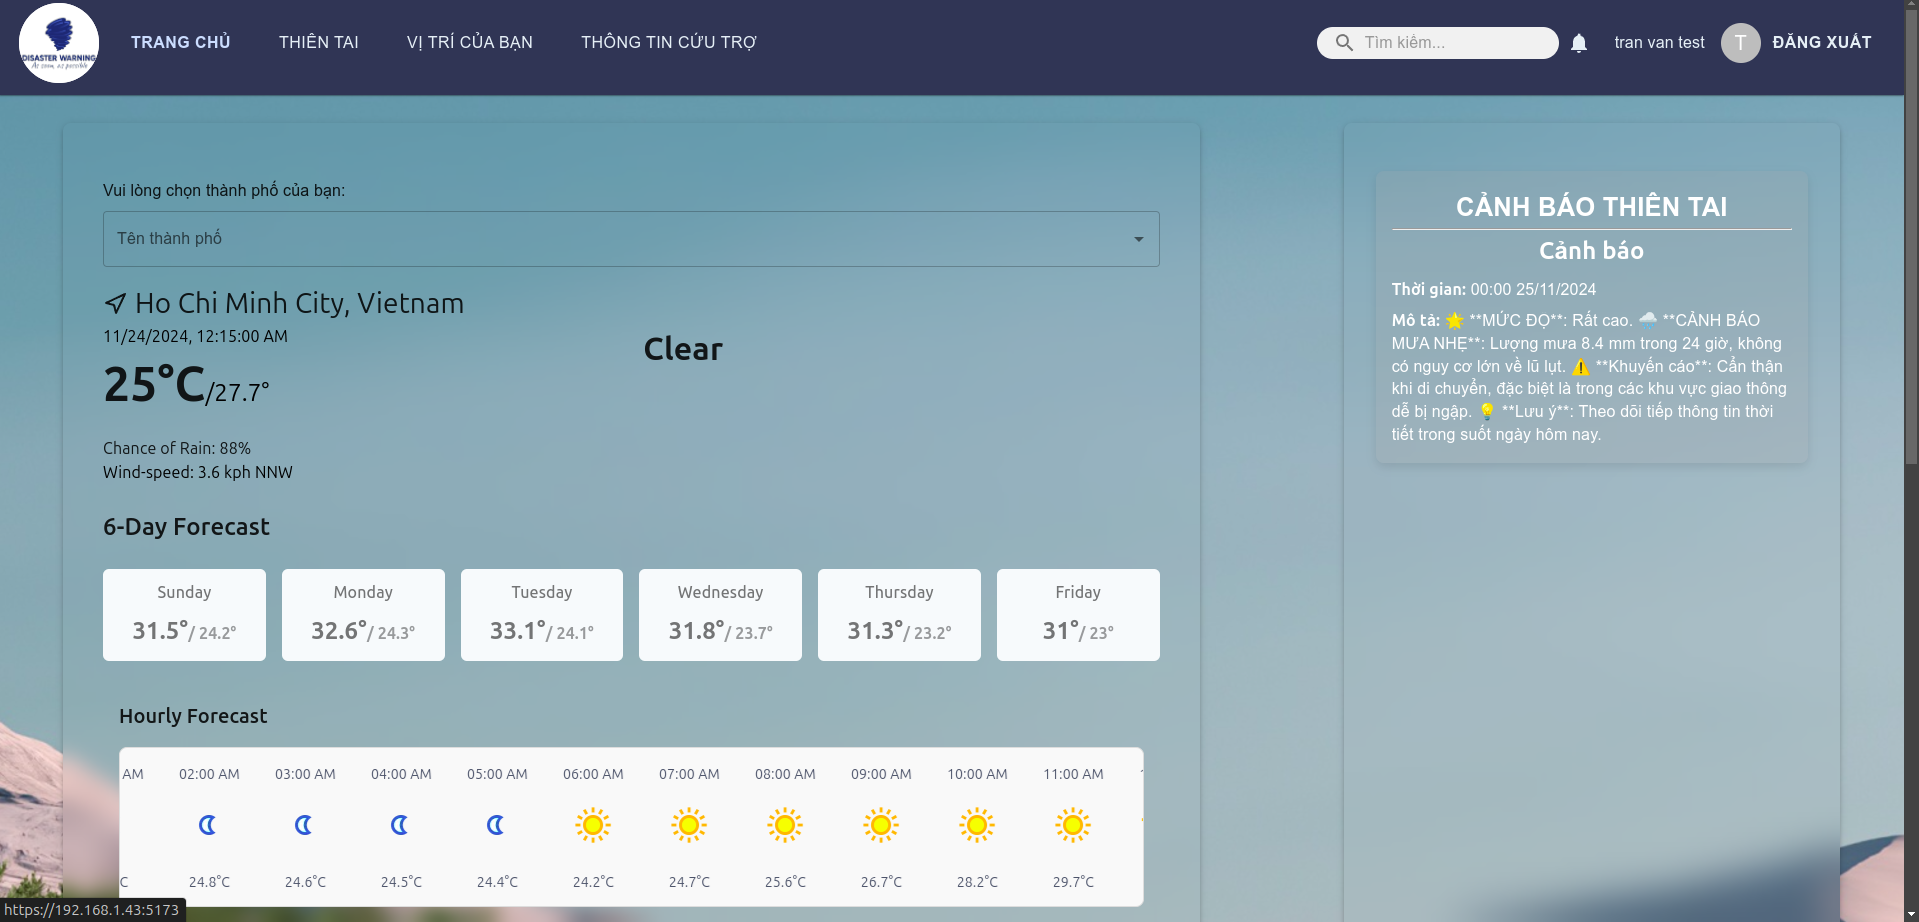 DISASTER WARNING
As soon as possible
TRANG CHỦ
THIÊN TAI
VỊ TRÍ CỦA BẠN
THÔNG TIN CỨU TRỢ
Tìm kiếm...
tran van test
T
ĐĂNG XUẤT
Vui lòng chọn thành phố của bạn:
Tên thành phố
Ho Chi Minh City, Vietnam
11/24/2024, 12:15:00 AM
25°C/27.7°
Clear
Chance of Rain: 88%
Wind-speed: 3.6 kph NNW
6-Day Forecast
Sunday Monday Tuesday Wednesday Thursday Friday
31.5°/ 24.2° 32.6°/ 24.3° 33.1°/ 24.1° 31.8°/ 23.7° 31.3°/ 23.2° 31°/ 23°
Hourly Forecast
AM 02:00 AM 03:00 AM 04:00 AM 05:00 AM 06:00 AM 07:00 AM 08:00 AM 09:00 AM 10:00 AM 11:00 AM
C 24.8°C 24.6°C 24.5°C 24.4°C 24.2°C 24.7°C 25.6°C 26.7°C 28.2°C 29.7°C
CẢNH BÁO THIÊN TAI
Cảnh báo
Thời gian: 00:00 25/11/2024
Mô tả: 🌟 **MỨC ĐỘ**: Rất cao. 🌧️ **CẢNH BÁO
MƯA NHẸ**: Lượng mưa 8.4 mm trong 24 giờ, không
có nguy cơ lớn về lũ lụt. ⚠️ **Khuyến cáo**: Cẩn thận
khi di chuyển, đặc biệt là trong các khu vực giao thông
dễ bị ngập. 💡 **Lưu ý**: Theo dõi tiếp thông tin thời
tiết trong suốt ngày hôm nay.
https://192.168.1.43:5173